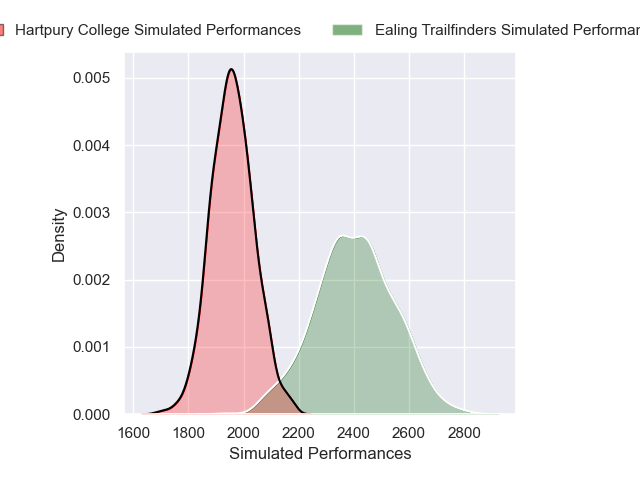 Hartpury College Simulated Performances Ealing Trailfinders Simulated
0.005
0.004
0.003
0.002
0.001
0.000
Density
1600 1800 2000 2200 2400 2600 2800
Simulated Performances